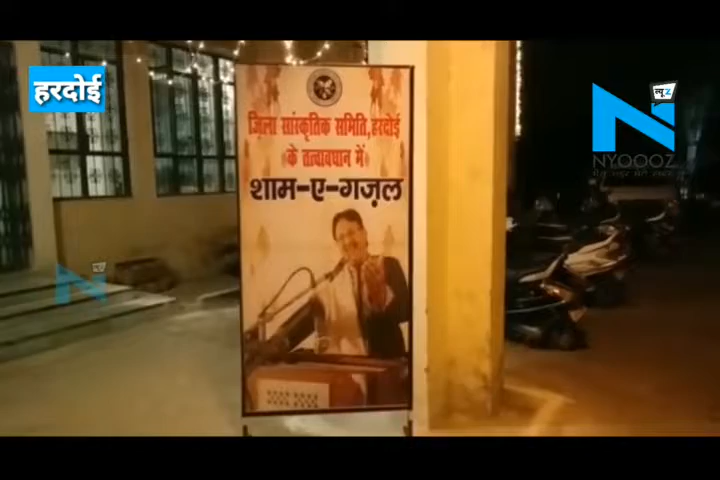 हरदोई
न्यूZ
NYOOOZ
ज़िला सांस्कृतिक समिति,हरदोई
के तत्वावधान में
शाम-ए-गज़ल